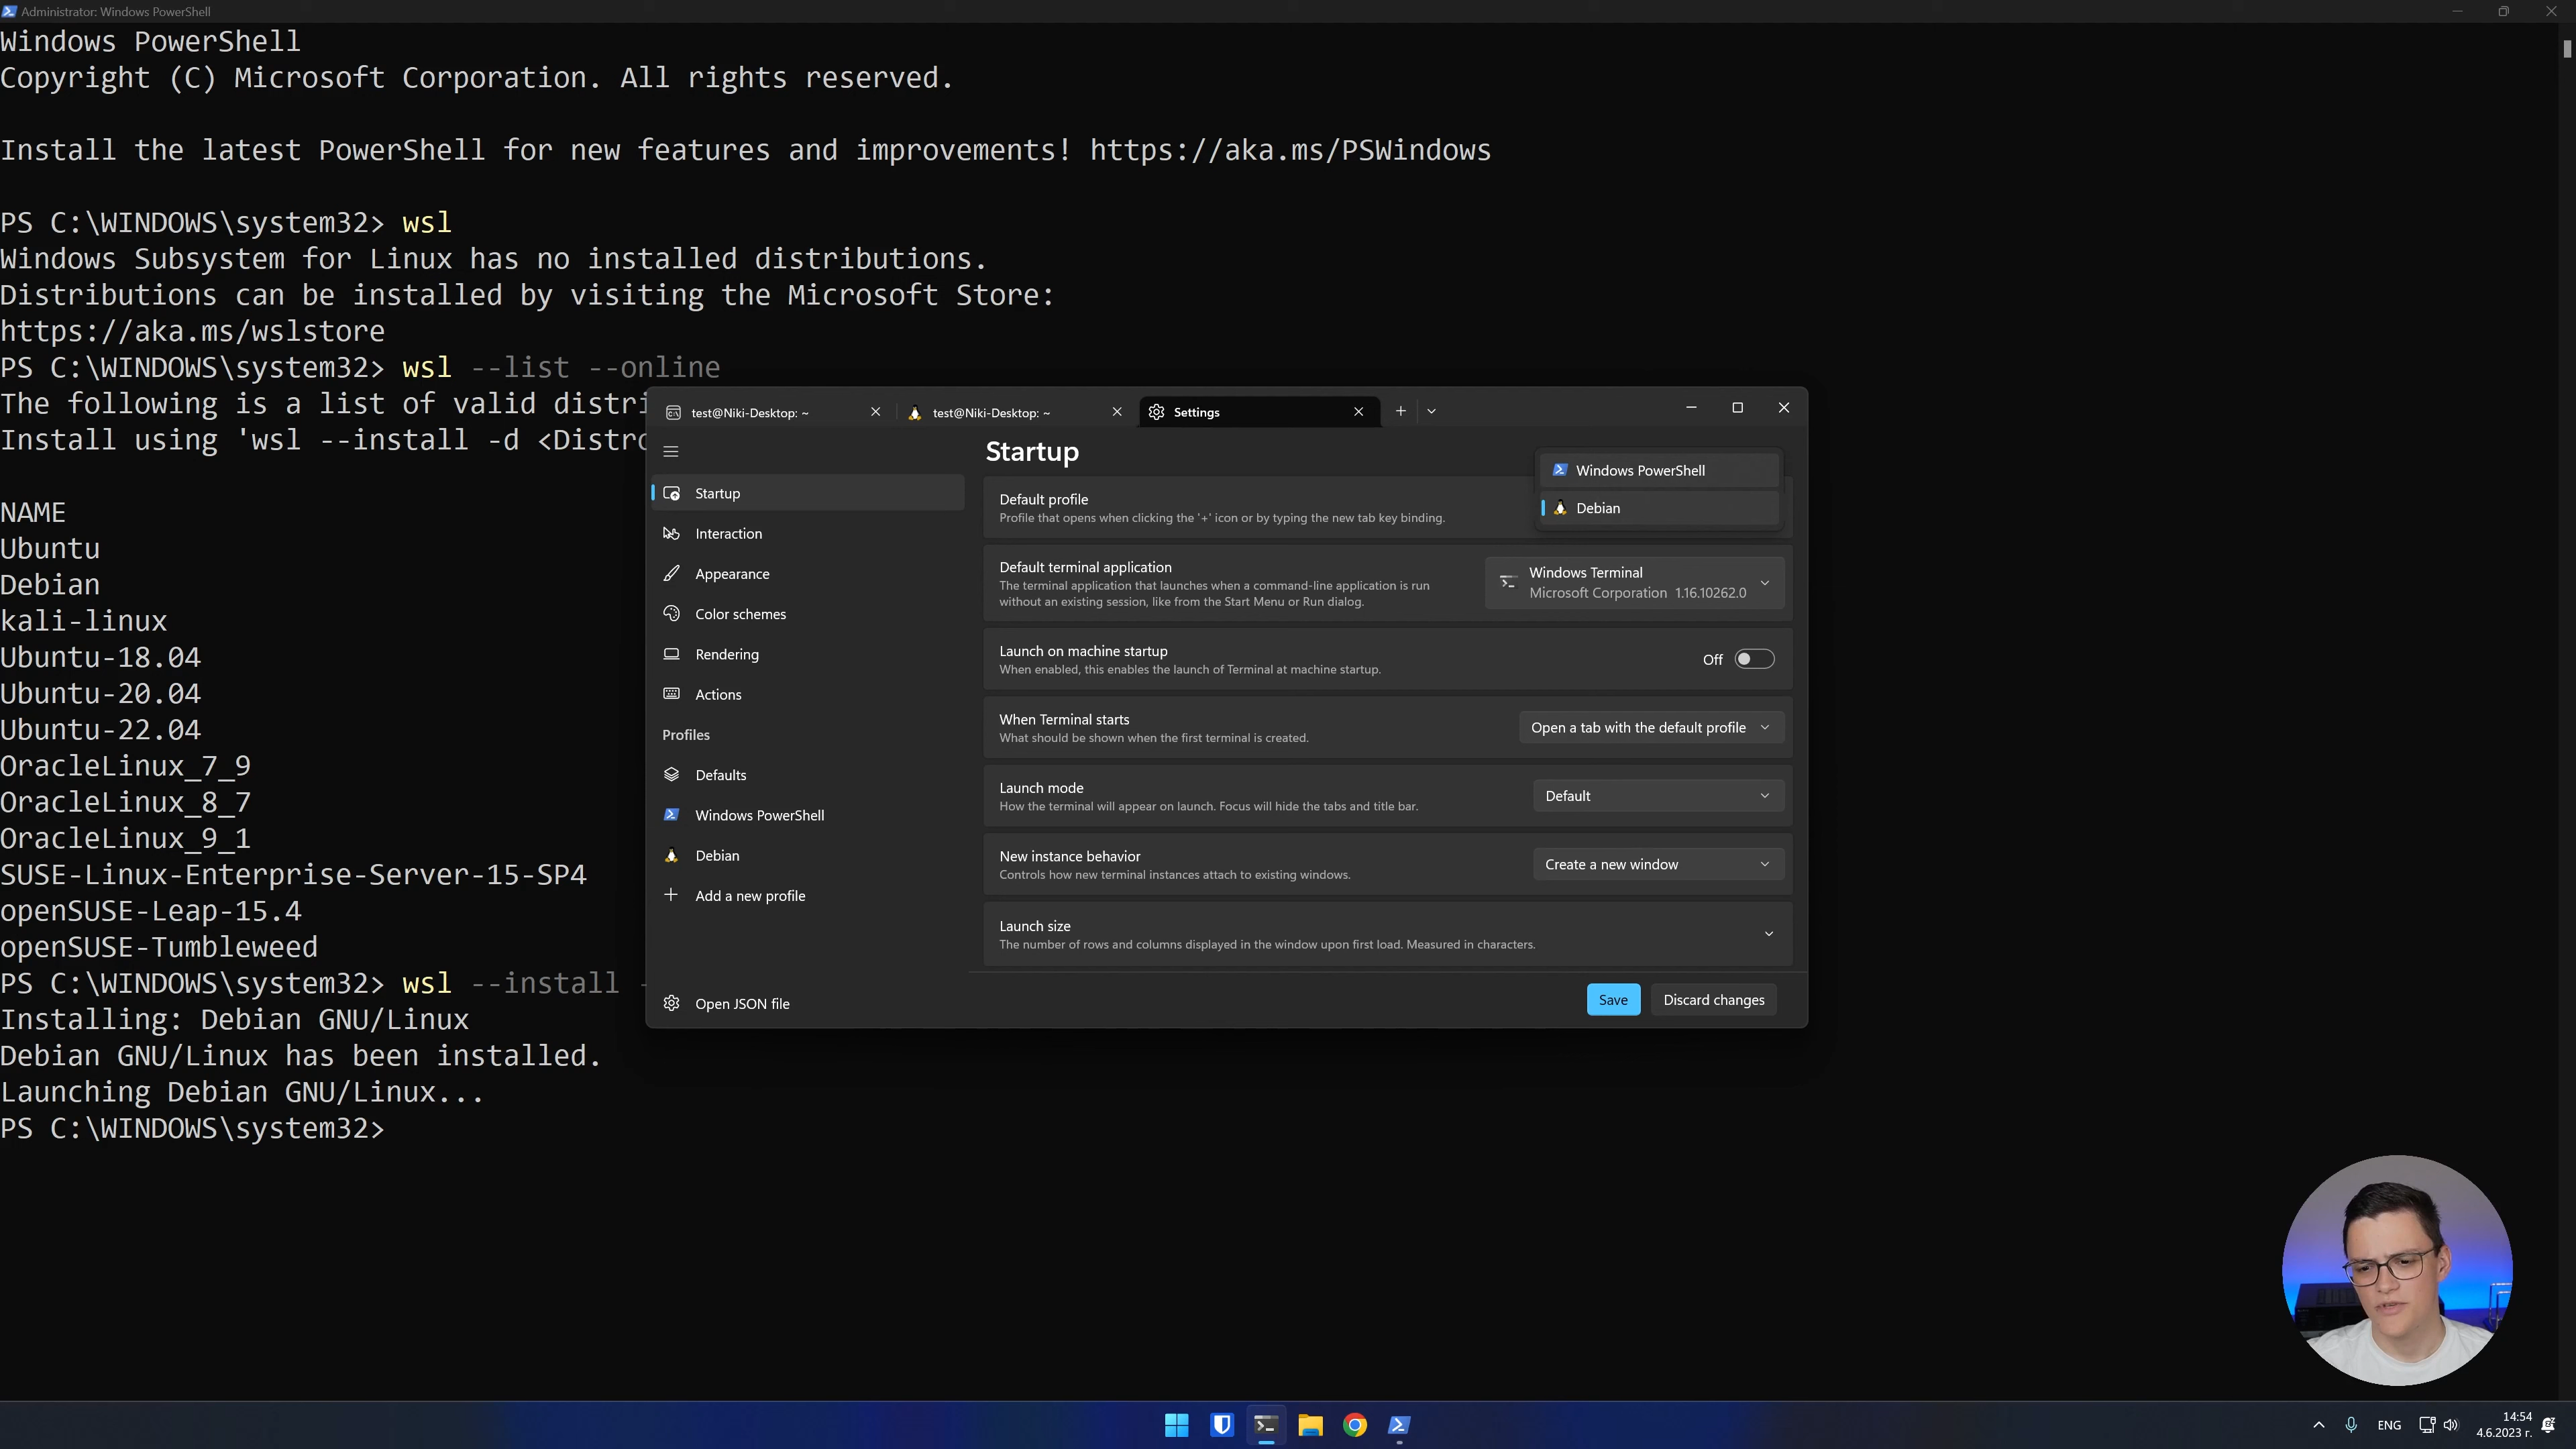 Administrator: Windows PowerShell
Windows PowerShell
Copyright (C) Microsoft Corporation. All rights reserved.
Install the latest PowerShell for new features and improvements! https://aka.ms/PSWindows
PS C:\WINDOWS\system32> wsl
Windows Subsystem for Linux has no installed distributions.
Distributions can be installed by visiting the Microsoft Store:
https://aka.ms/wslstore
PS C:\WINDOWS\system32> wsl --list --online
The following is a list of valid distri
Install using 'wsl --install -d <Distro
NAME
Ubuntu
Debian
kali-linux
Ubuntu-18.04
Ubuntu-20.04
Ubuntu-22.04
OracleLinux_7_9
OracleLinux_8_7
OracleLinux_9_1
SUSE-Linux-Enterprise-Server-15-SP4
openSUSE-Leap-15.4
openSUSE-Tumbleweed
PS C:\WINDOWS\system32> wsl --install -
Installing: Debian GNU/Linux
Debian GNU/Linux has been installed.
Launching Debian GNU/Linux...
PS C:\WINDOWS\system32>
test@Niki-Desktop: ~
test@Niki-Desktop: ~
Settings
Startup
Interaction
Appearance
Color schemes
Rendering
Actions
Profiles
Defaults
Windows PowerShell
Debian
Add a new profile
Open JSON file
Startup
Default profile
Profile that opens when clicking the '+' icon or by typing the new tab key binding.
Windows PowerShell
Debian
Default terminal application
The terminal application that launches when a command-line application is run
without an existing session, like from the Start Menu or Run dialog.
Windows Terminal
Microsoft Corporation 1.16.10262.0
Launch on machine startup
When enabled, this enables the launch of Terminal at machine startup.
Off
When Terminal starts
What should be shown when the first terminal is created.
Open a tab with the default profile
Launch mode
How the terminal will appear on launch. Focus will hide the tabs and title bar.
Default
New instance behavior
Controls how new terminal instances attach to existing windows.
Create a new window
Launch size
The number of rows and columns displayed in the window upon first load. Measured in characters.
Save
Discard changes
ENG
14:54
4.6.2023 г.